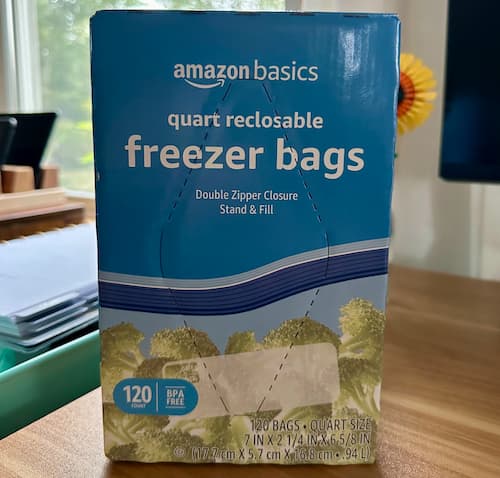 amazon basics
quart reclosable
freezer bags
Double Zipper Closure
Stand & Fill
120
COUNT
BPA
FREE
120 BAGS • QUART SIZE
7 IN X 2 1/4 IN X 6 5/8 IN
(17.7 cm X 5.7 cm X 16.8 cm • .94 L)